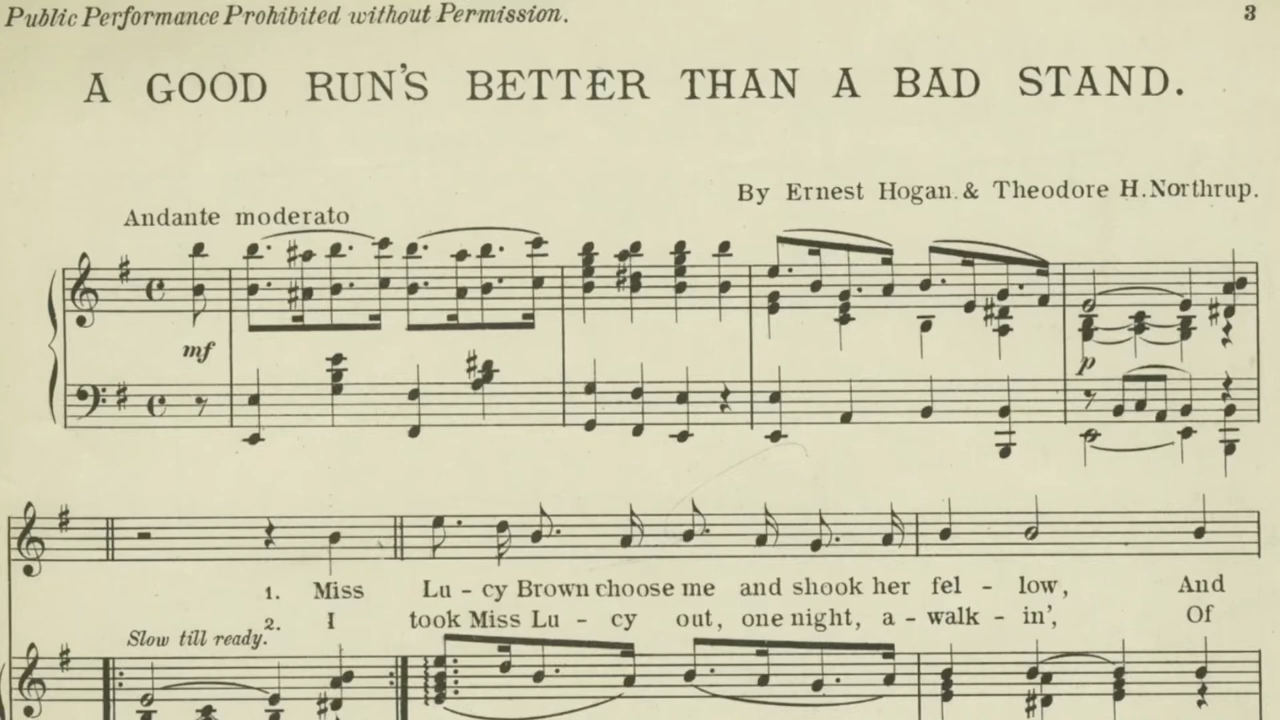 Public Performance Prohibited without Permission.
3
A GOOD RUN'S BETTER THAN A BAD STAND.
By Ernest Hogan. & Theodore H. Northrup.
Andante moderato
mf
p
1. Miss Lu - cy Brown choose me and shook her fel - low, And
2. I took Miss Lu - cy out, one night, a - walk - in', Of
Slow till ready.